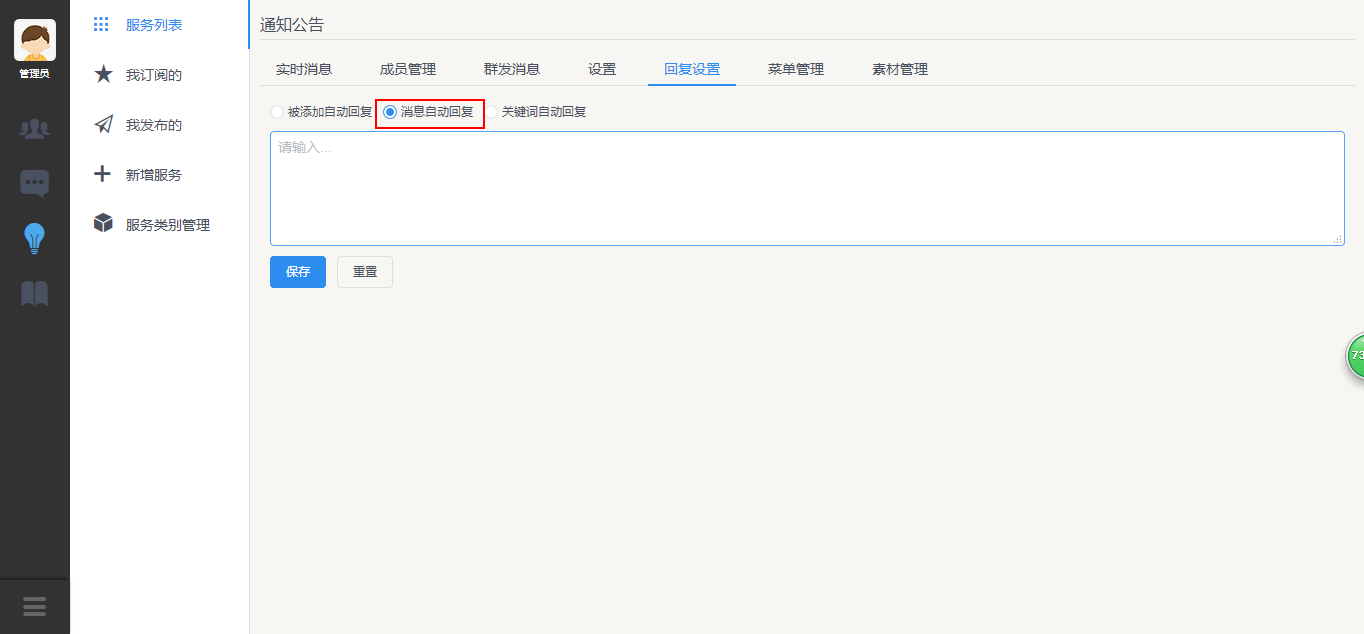 管理员
服务列表
我订阅的
我发布的
新增服务
服务类别管理
通知公告
实时消息 成员管理 群发消息 设置 回复设置 菜单管理 素材管理
被添加自动回复 消息自动回复 关键词自动回复
请输入...
保存 重置
73